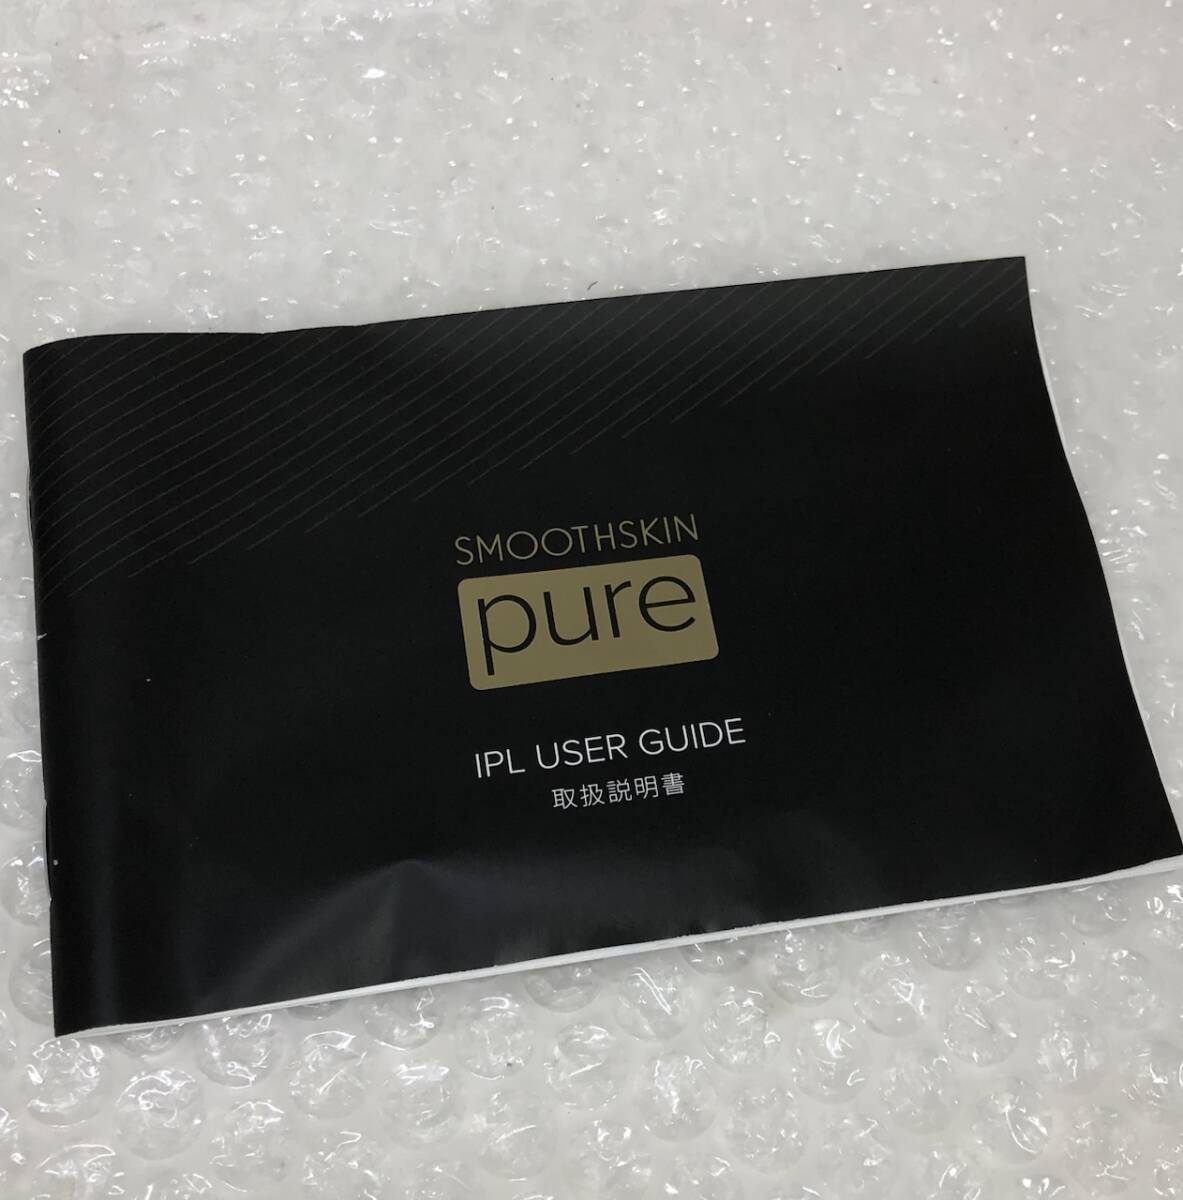 SMOOTHSKIN
pure
IPL USER GUIDE
取扱説明書